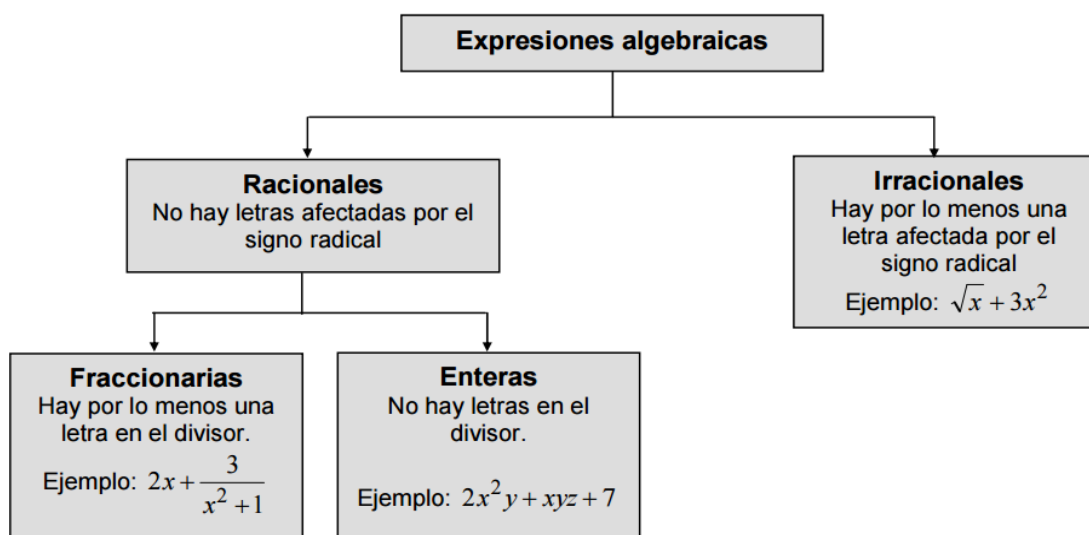 Expresiones algebraicas
Racionales
No hay letras afectadas por el
signo radical
Irracionales
Hay por lo menos una
letra afectada por el
signo radical
Ejemplo: √x + 3x²
Fraccionarias
Hay por lo menos una
letra en el divisor.
Ejemplo: 2x + 3/(x² + 1)
Enteras
No hay letras en el
divisor.
Ejemplo: 2x²y + xyz + 7